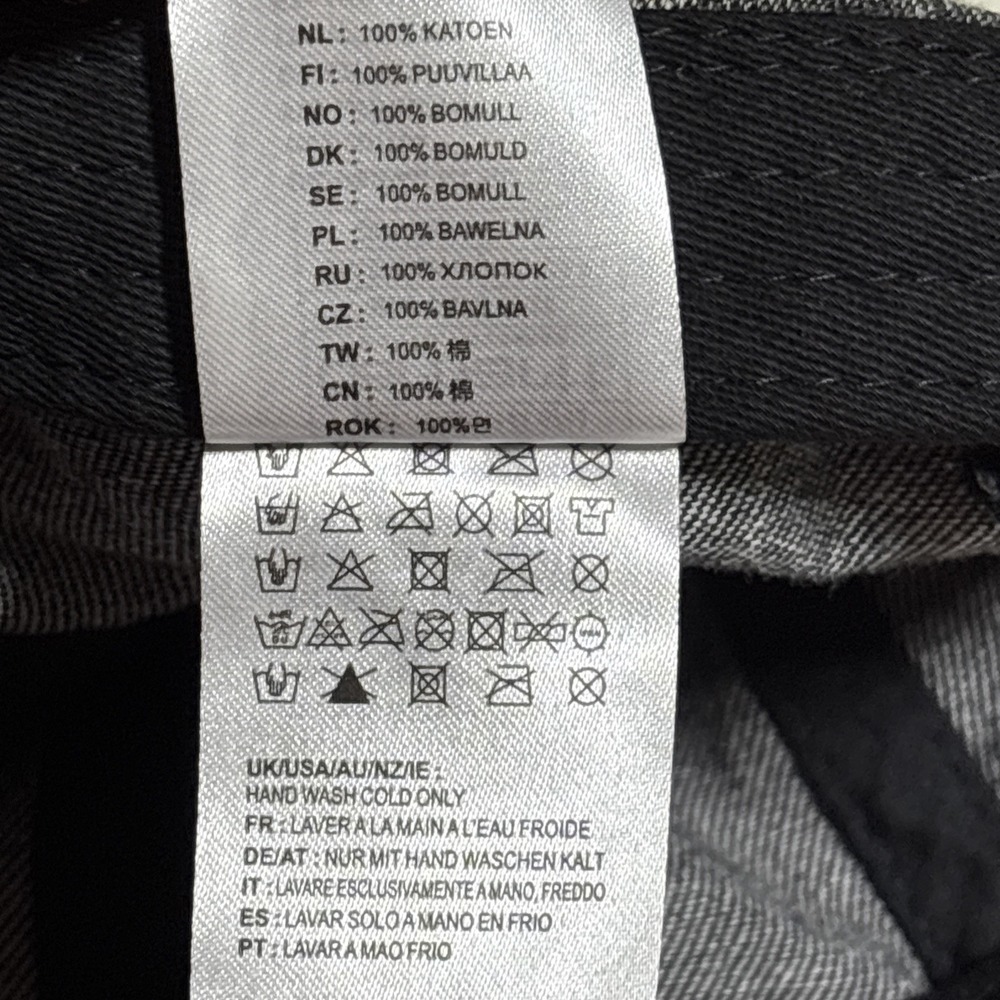 NL: 100% KATOEN
FI: 100% PUUVILLAA
NO: 100% BOMULL
DK: 100% BOMULD
SE: 100% BOMULL
PL: 100% BAWELNA
RU: 100% ХЛОПОК
CZ: 100% BAVLNA
TW: 100% 棉
CN: 100% 棉
ROK: 100%면
UK/USA/AU/NZ/IE:
HAND WASH COLD ONLY
FR: LAVER A LA MAIN A L'EAU FROIDE
DE/AT: NUR MIT HAND WASCHEN KALT
IT: LAVARE ESCLUSIVAMENTE A MANO, FREDDO
ES: LAVAR SOLO A MANO EN FRIO
PT: LAVAR A MAO FRIO